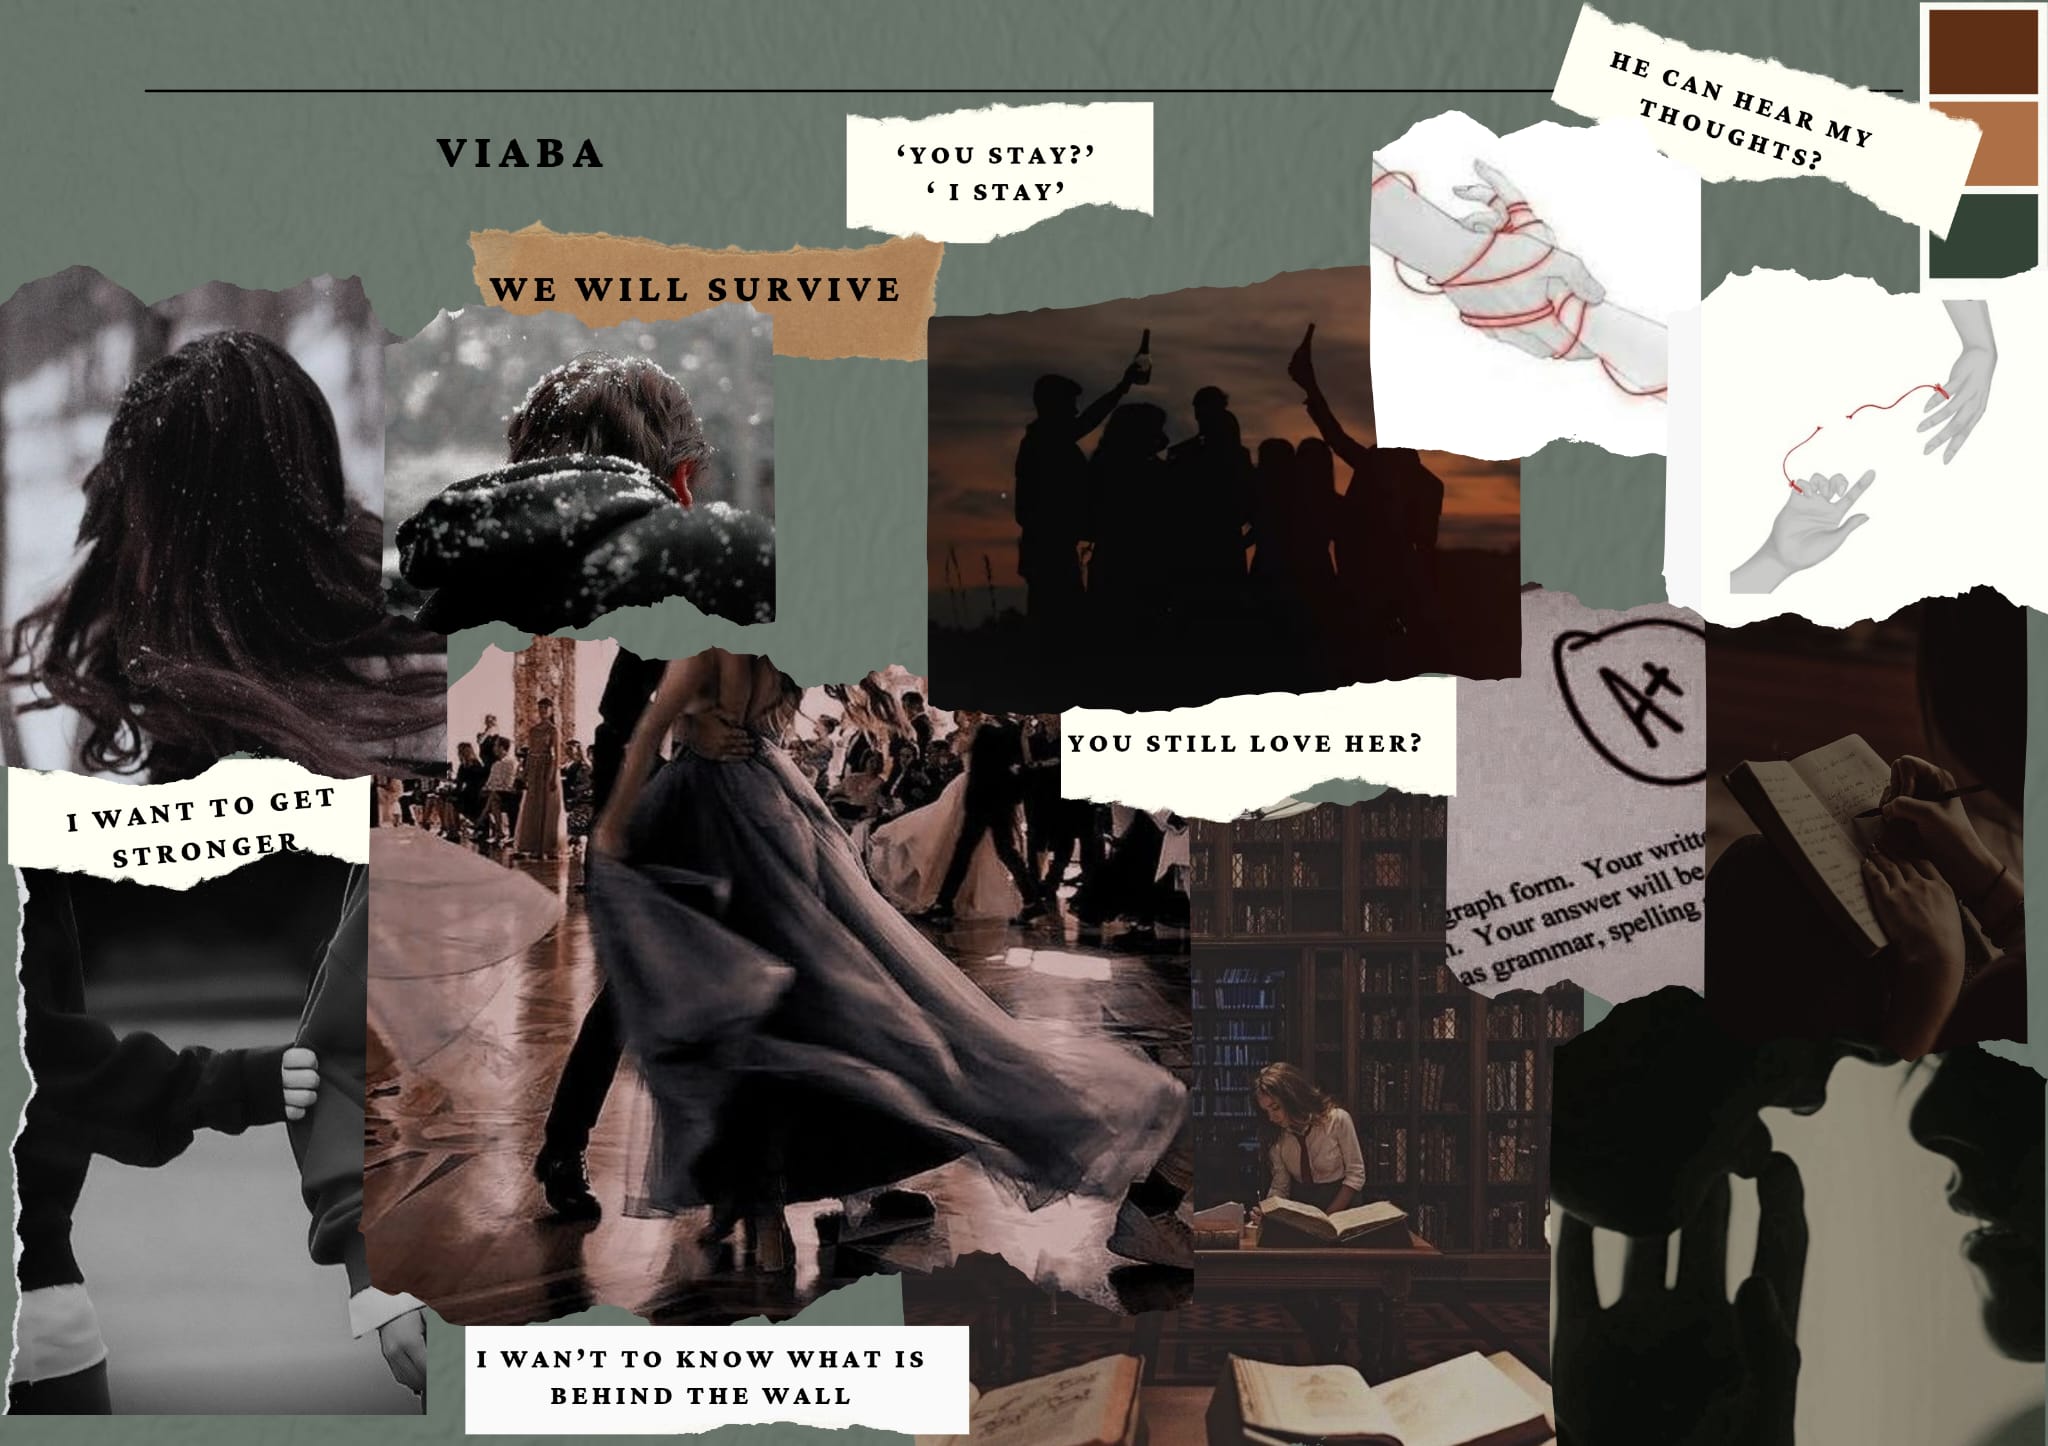 HE CAN HEAR MY
THOUGHTS?
VIABA
‘YOU STAY?’
‘ I STAY’
WE WILL SURVIVE
YOU STILL LOVE HER?
A+
graph form. Your writte
n. Your answer will be
as grammar, spelling
I WANT TO GET
STRONGER
I WAN’T TO KNOW WHAT IS
BEHIND THE WALL